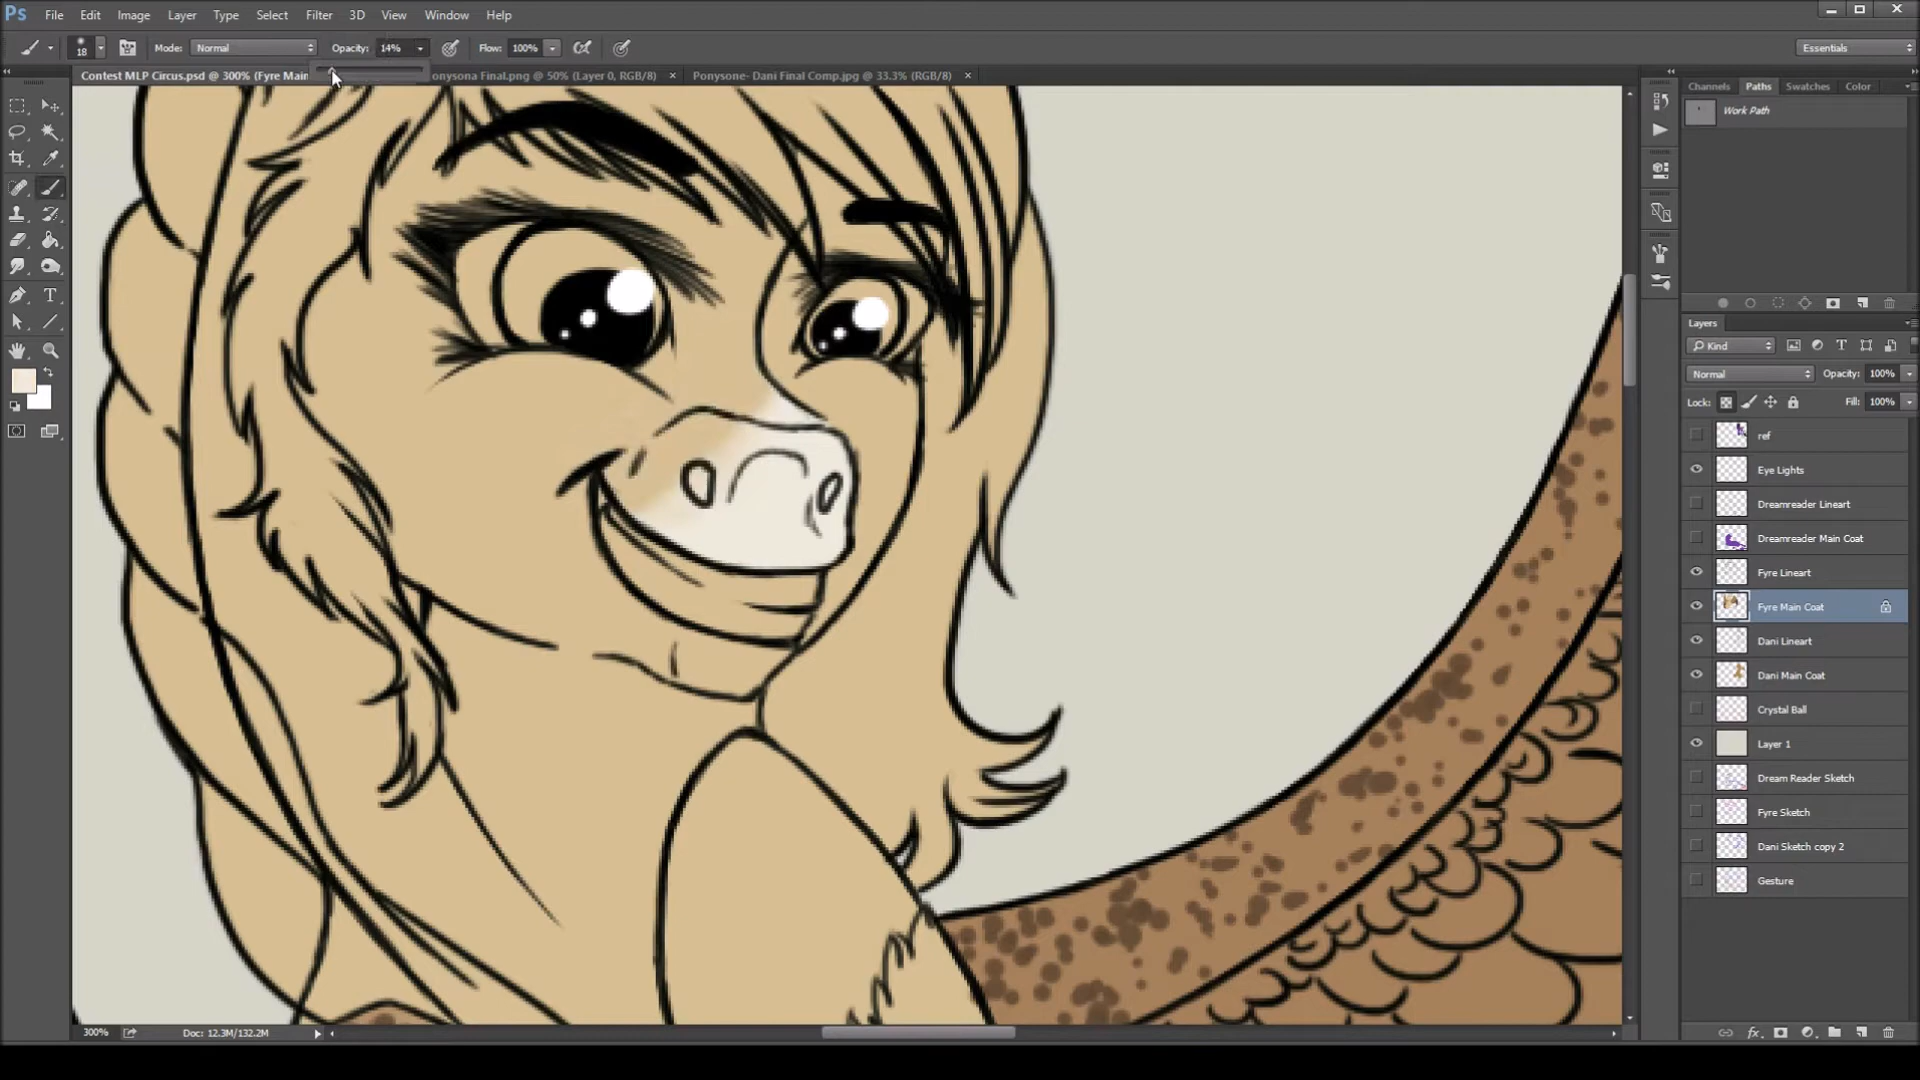 Ps File Edit Image Layer Type Select Filter 3D View Window Help
18 Mode: Normal Opacity: 14% Flow: 100% Essentials
Contest MLP Circus.psd @ 300% (Fyre Main onysona Final.png @ 50% (Layer 0, RGB/8) × Ponysone- Dani Final Comp.jpg @ 33.3% (RGB/8) ×
Channels Paths Swatches Color
Work Path
Layers
Kind
Normal Opacity: 100%
Lock: Fill: 100%
ref
Eye Lights
Dreamreader Lineart
Dreamreader Main Coat
Fyre Lineart
Fyre Main Coat
Dani Lineart
Dani Main Coat
Crystal Ball
Layer 1
Dream Reader Sketch
Fyre Sketch
Dani Sketch copy 2
Gesture
300% Doc: 12.3M/132.2M